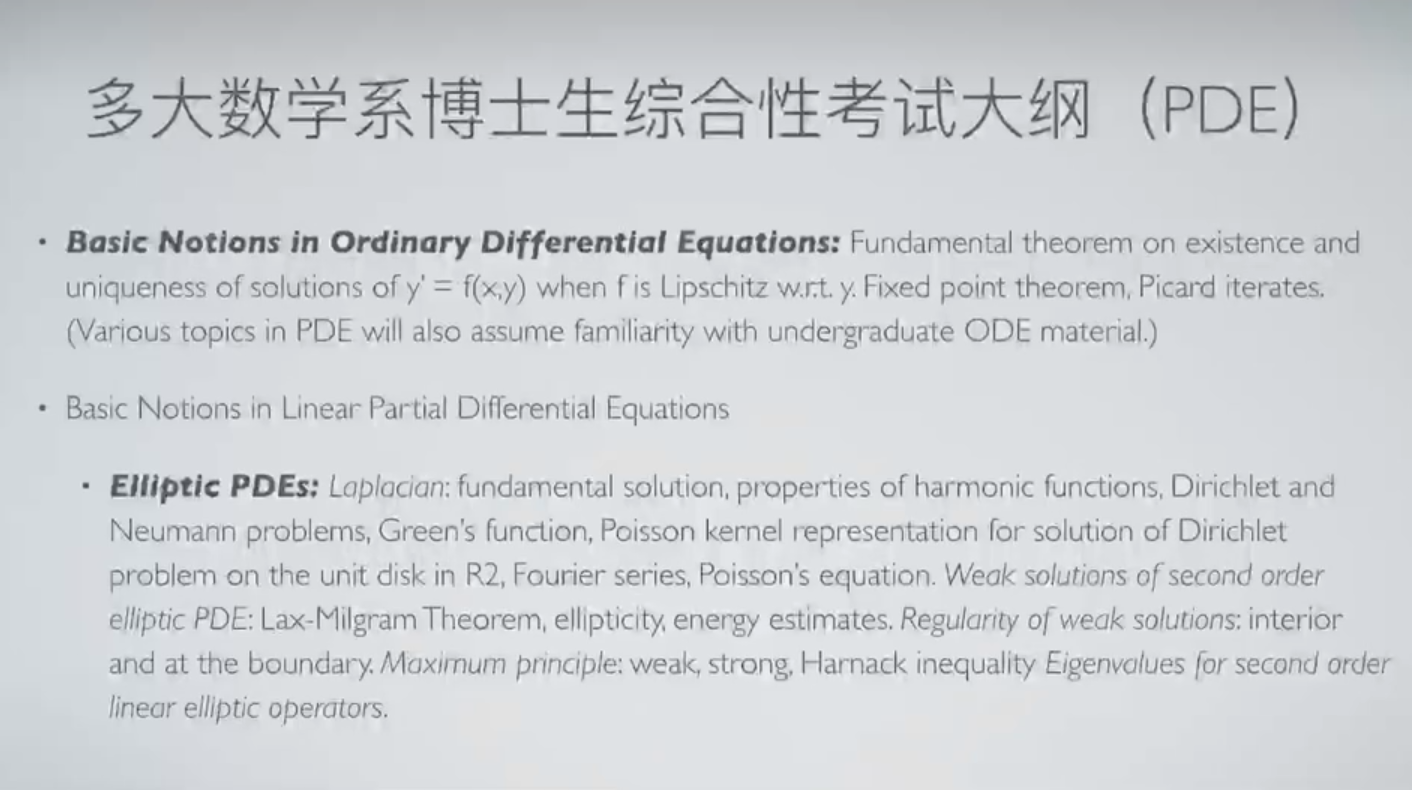 多大数学系博士生综合性考试大纲（PDE）
• Basic Notions in Ordinary Differential Equations: Fundamental theorem on existence and
uniqueness of solutions of y' = f(x,y) when f is Lipschitz w.r.t. y. Fixed point theorem, Picard iterates.
(Various topics in PDE will also assume familiarity with undergraduate ODE material.)
• Basic Notions in Linear Partial Differential Equations
• Elliptic PDEs: Laplacian: fundamental solution, properties of harmonic functions, Dirichlet and
Neumann problems, Green's function, Poisson kernel representation for solution of Dirichlet
problem on the unit disk in R2, Fourier series, Poisson's equation. Weak solutions of second order
elliptic PDE: Lax-Milgram Theorem, ellipticity, energy estimates. Regularity of weak solutions: interior
and at the boundary. Maximum principle: weak, strong, Harnack inequality Eigenvalues for second order
linear elliptic operators.